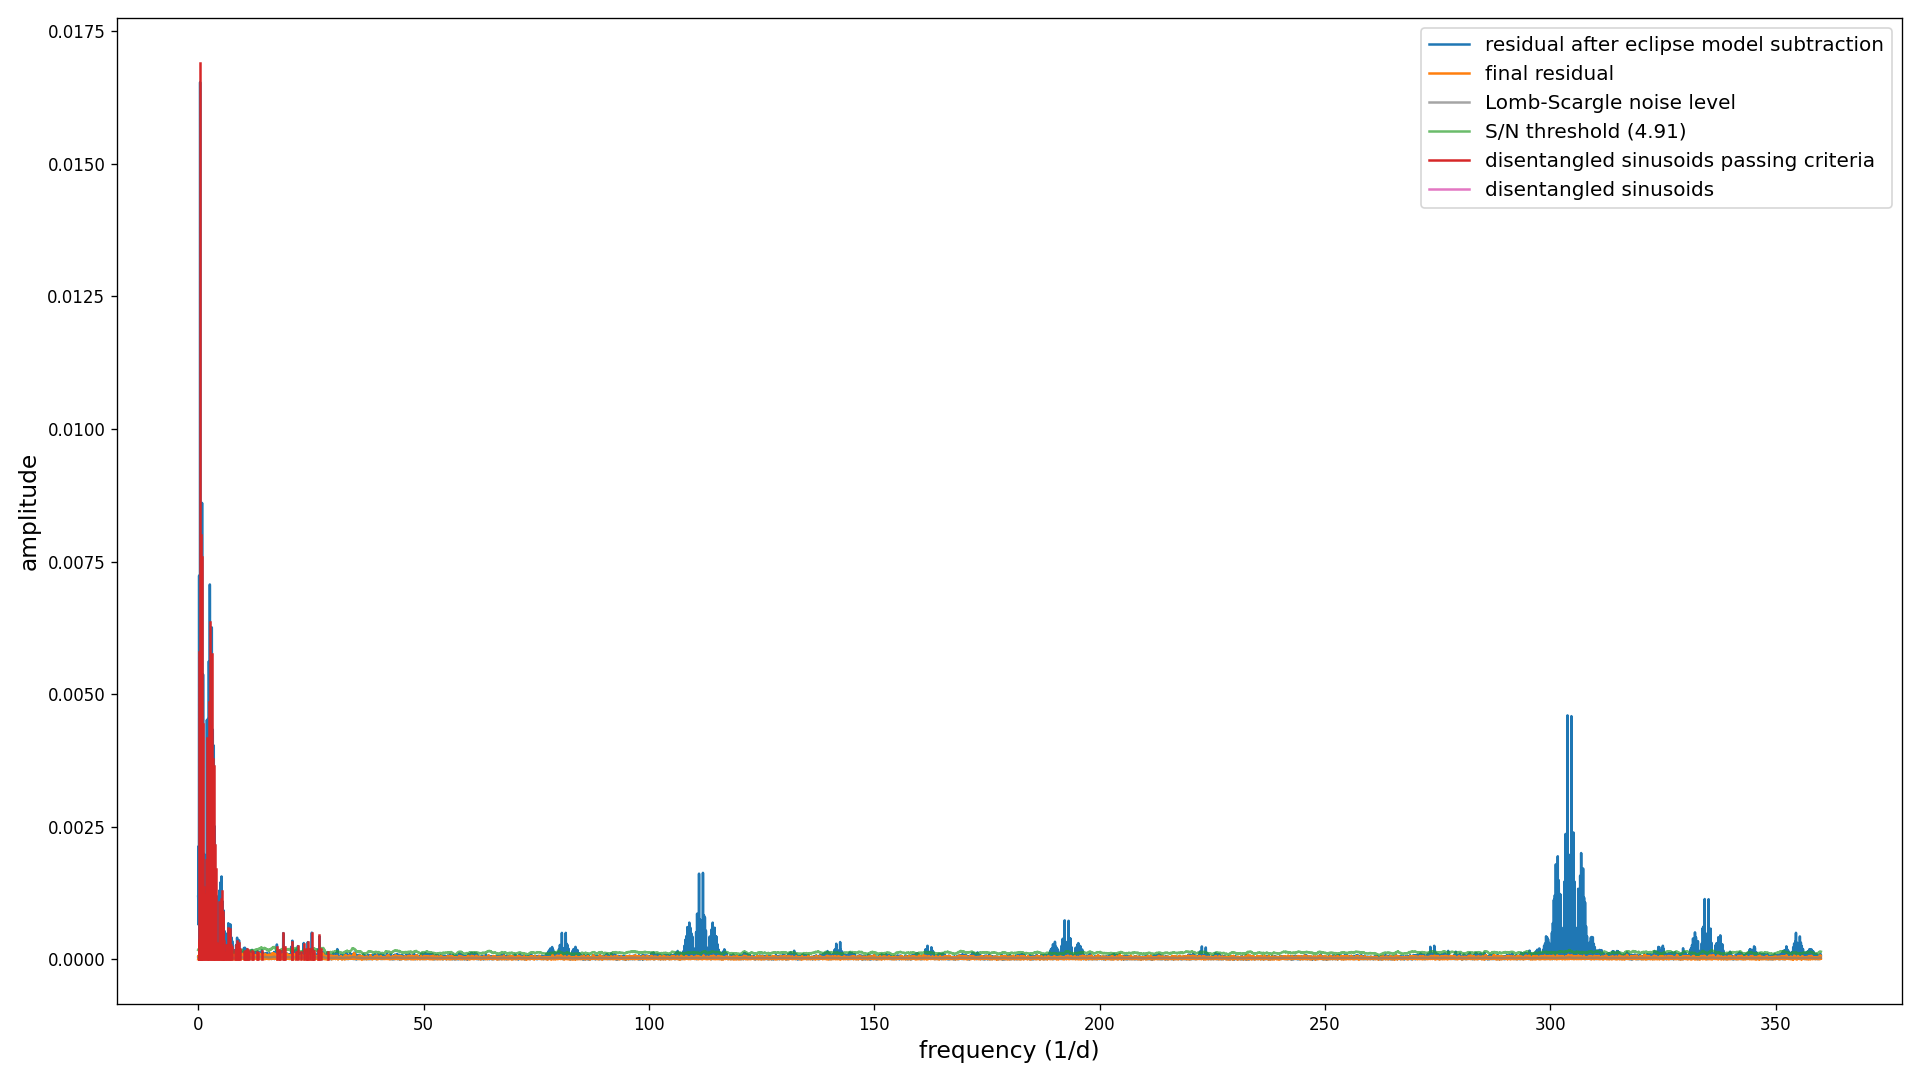 0.0175
0.0150
0.0125
0.0100
0.0075
0.0050
0.0025
0.0000
amplitude
residual after eclipse model subtraction
final residual
Lomb-Scargle noise level
S/N threshold (4.91)
disentangled sinusoids passing criteria
disentangled sinusoids
0 50 100 150 200 250 300 350
frequency (1/d)